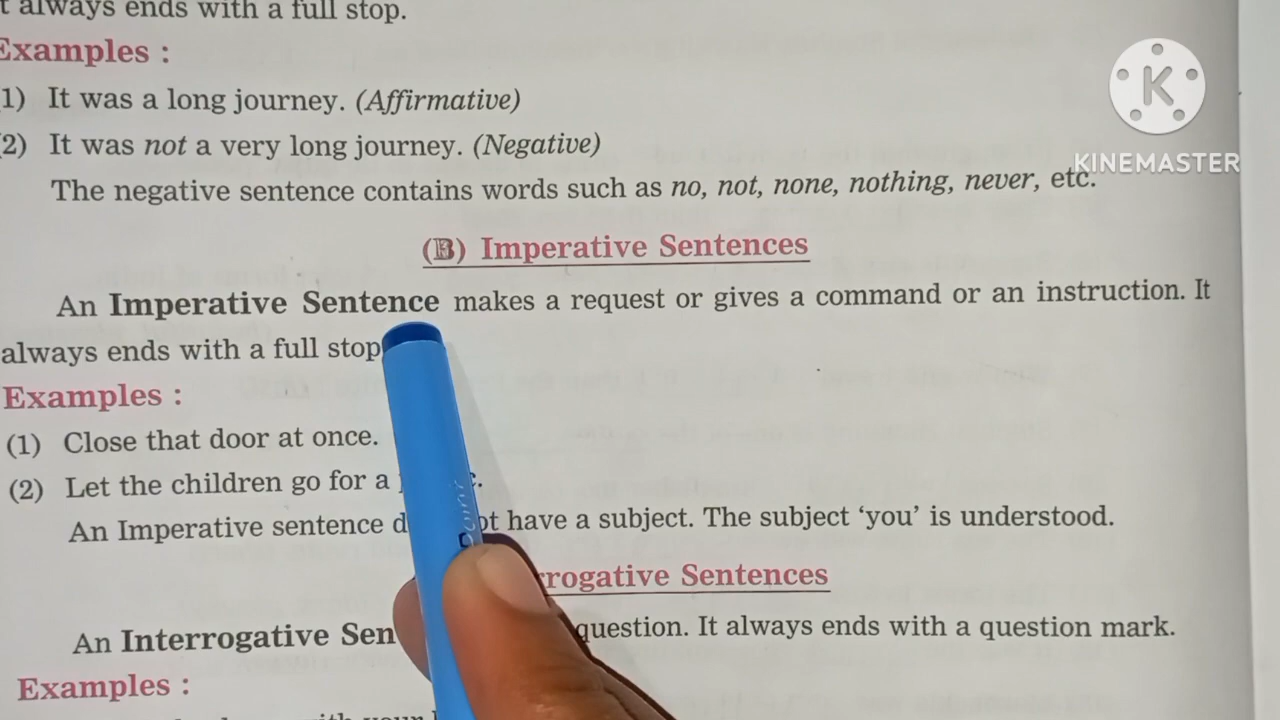 t always ends with a full stop.
Examples :
1) It was a long journey. (Affirmative)
(2) It was not a very long journey. (Negative)
The negative sentence contains words such as no, not, none, nothing, never, etc.
K
KINEMASTER
(B) Imperative Sentences
An Imperative Sentence makes a request or gives a command or an instruction. It
always ends with a full stop
Examples :
(1) Close that door at once.
(2) Let the children go for a
An Imperative sentence d ot have a subject. The subject ‘you’ is understood.
rrogative Sentences
An Interrogative Sen question. It always ends with a question mark.
Examples :